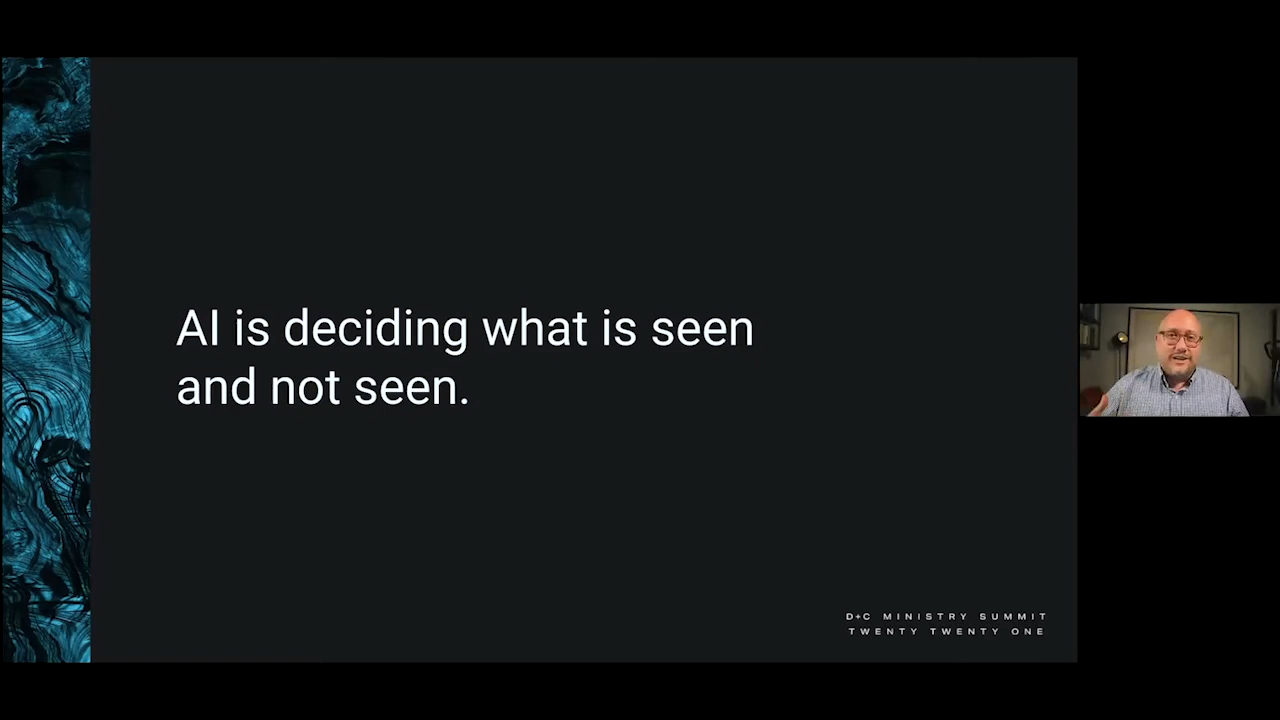 AI is deciding what is seen
and not seen.
D+C MINISTRY SUMMIT
TWENTY TWENTY ONE